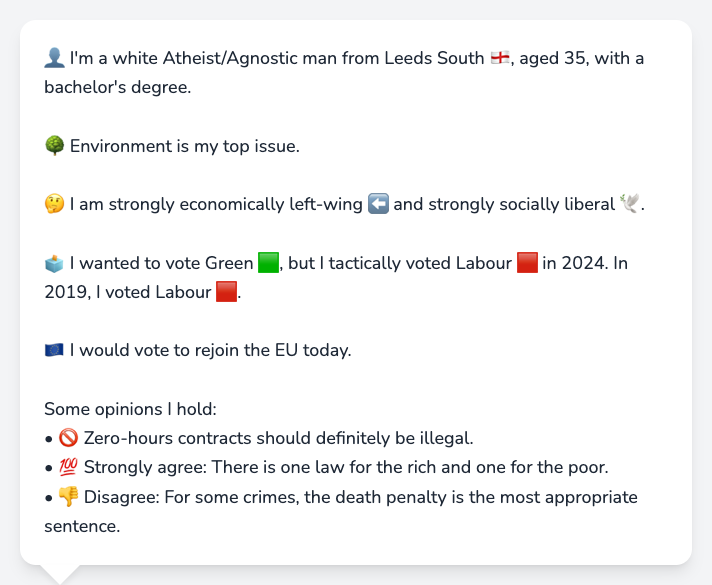 👤 I'm a white Atheist/Agnostic man from Leeds South 🏴󠁧󠁢󠁥󠁮󠁧󠁿, aged 35, with a
bachelor's degree.
🌳 Environment is my top issue.
🤔 I am strongly economically left-wing ⬅️ and strongly socially liberal 🕊️.
🗳️ I wanted to vote Green 🟩, but I tactically voted Labour 🟥 in 2024. In
2019, I voted Labour 🟥.
🇪🇺 I would vote to rejoin the EU today.
Some opinions I hold:
• 🚫 Zero-hours contracts should definitely be illegal.
• 💯 Strongly agree: There is one law for the rich and one for the poor.
• 👎 Disagree: For some crimes, the death penalty is the most appropriate
sentence.